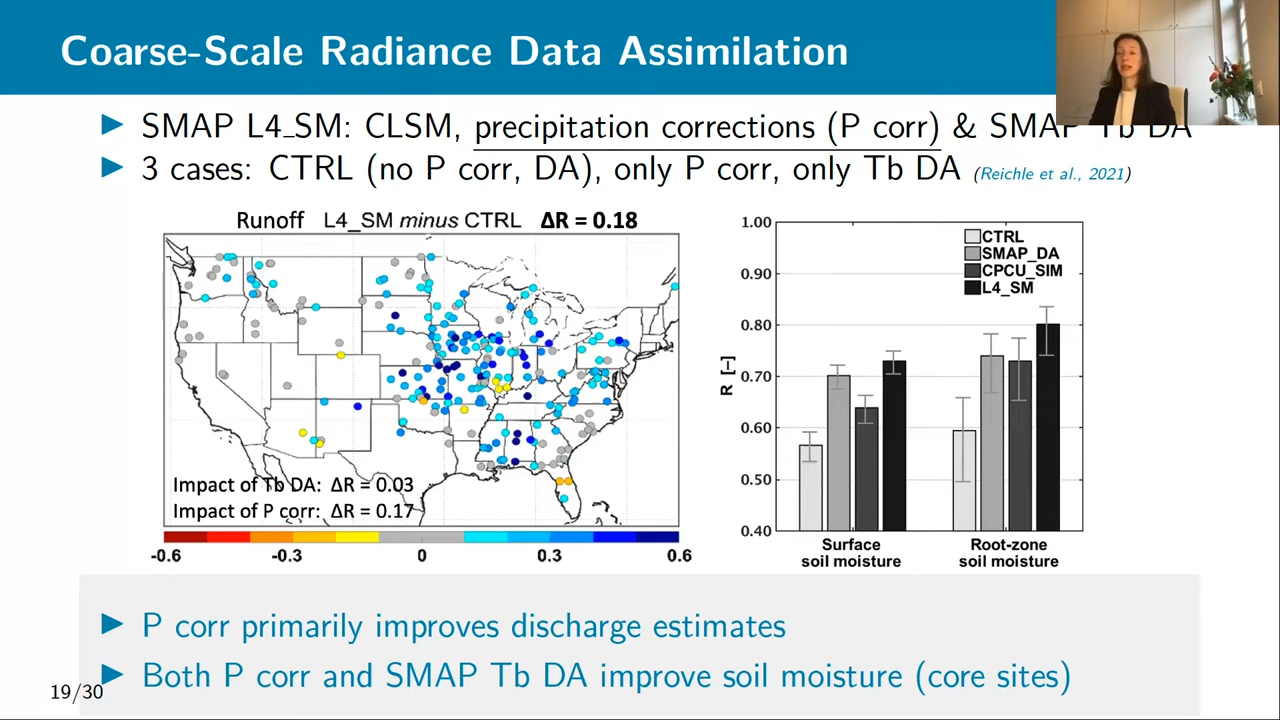 Coarse-Scale Radiance Data Assimilation
SMAP L4_SM: CLSM, precipitation corrections (P corr) & SMAP Tb DA
3 cases: CTRL (no P corr, DA), only P corr, only Tb DA (Reichle et al., 2021)
Runoff L4_SM minus CTRL ΔR = 0.18
Impact of Tb DA: ΔR = 0.03
Impact of P corr: ΔR = 0.17
-0.6 -0.3 0 0.3 0.6
1.00
0.90
0.80
0.70
0.60
0.50
0.40
R [–]
CTRL
SMAP_DA
CPCU_SIM
L4_SM
Surface
soil moisture
Root-zone
soil moisture
P corr primarily improves discharge estimates
Both P corr and SMAP Tb DA improve soil moisture (core sites)
19/30